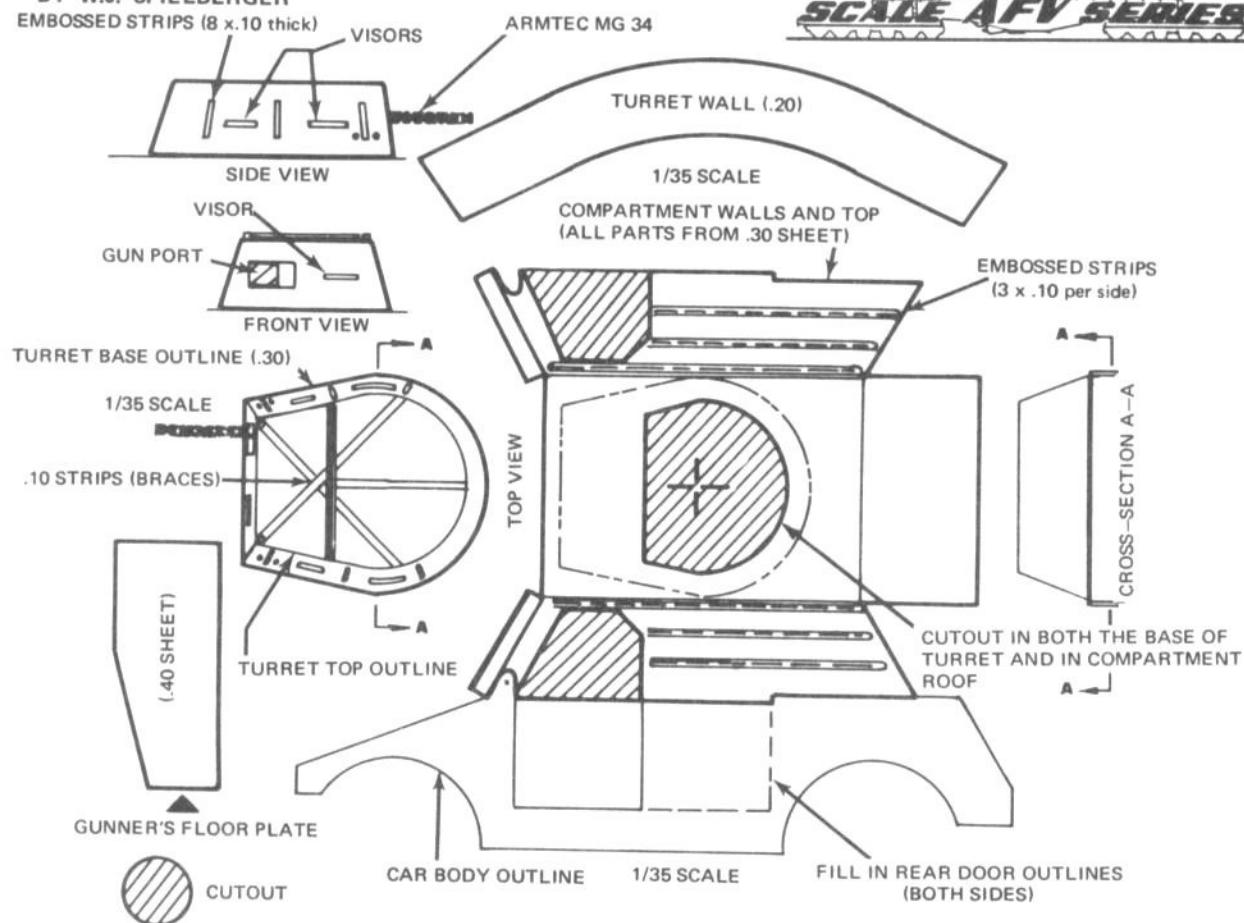 BY W.J. SPIELBERGER
SCALE AFV SERIES
EMBOSSED STRIPS (8 x.10 thick)
VISORS
ARMTEC MG 34
TURRET WALL (.20)
SIDE VIEW
1/35 SCALE
VISOR
COMPARTMENT WALLS AND TOP
(ALL PARTS FROM .30 SHEET)
GUN PORT
EMBOSSED STRIPS
(3 x .10 per side)
FRONT VIEW
A
A
TURRET BASE OUTLINE (.30)
1/35 SCALE
.10 STRIPS (BRACES)
TOP VIEW
CROSS-SECTION A-A
A
(.40 SHEET)
TURRET TOP OUTLINE
CUTOUT IN BOTH THE BASE OF
TURRET AND IN COMPARTMENT
ROOF
A
GUNNER'S FLOOR PLATE
CAR BODY OUTLINE
1/35 SCALE
FILL IN REAR DOOR OUTLINES
(BOTH SIDES)
CUTOUT